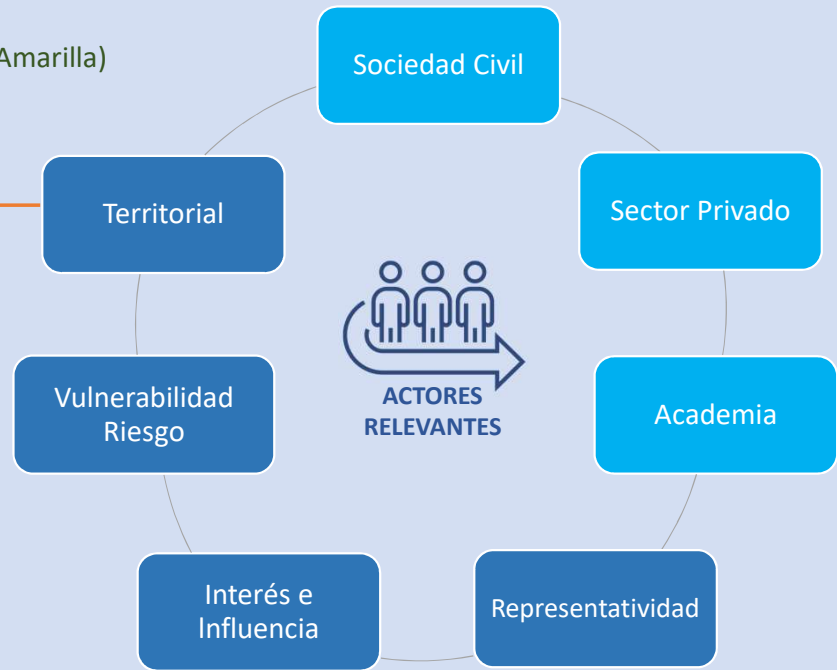 Amarilla)
Sociedad Civil
Territorial
Sector Privado
ACTORES
RELEVANTES
Vulnerabilidad
Riesgo
Academia
Interés e
Influencia
Representatividad